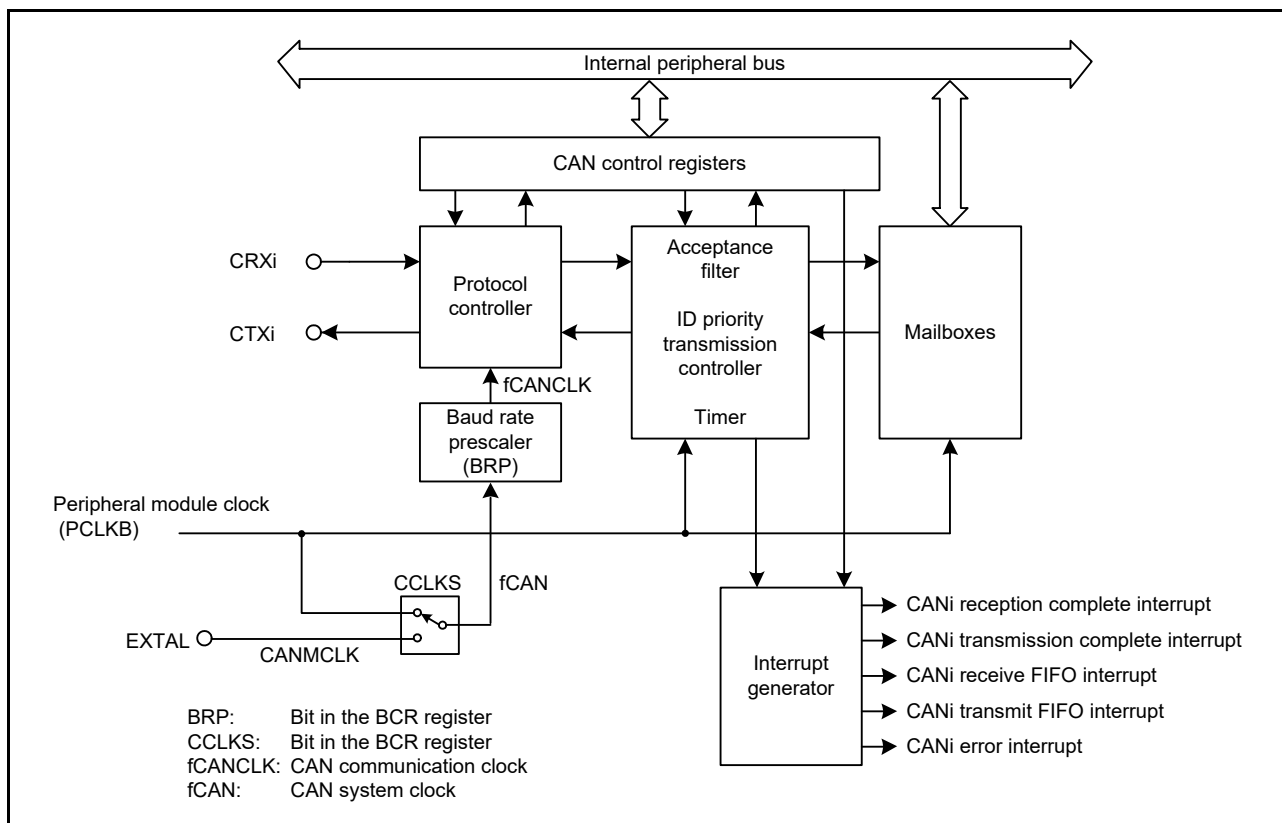 Internal peripheral bus
CAN control registers
CRXi
CTXi
Protocol
controller
Acceptance
filter
ID priority
transmission
controller
Timer
Mailboxes
fCANCLK
Baud rate
prescaler
(BRP)
Peripheral module clock
(PCLKB)
CCLKS
fCAN
EXTAL
CANMCLK
Interrupt
generator
CANi reception complete interrupt
CANi transmission complete interrupt
CANi receive FIFO interrupt
CANi transmit FIFO interrupt
CANi error interrupt
BRP: Bit in the BCR register
CCLKS: Bit in the BCR register
fCANCLK: CAN communication clock
fCAN: CAN system clock